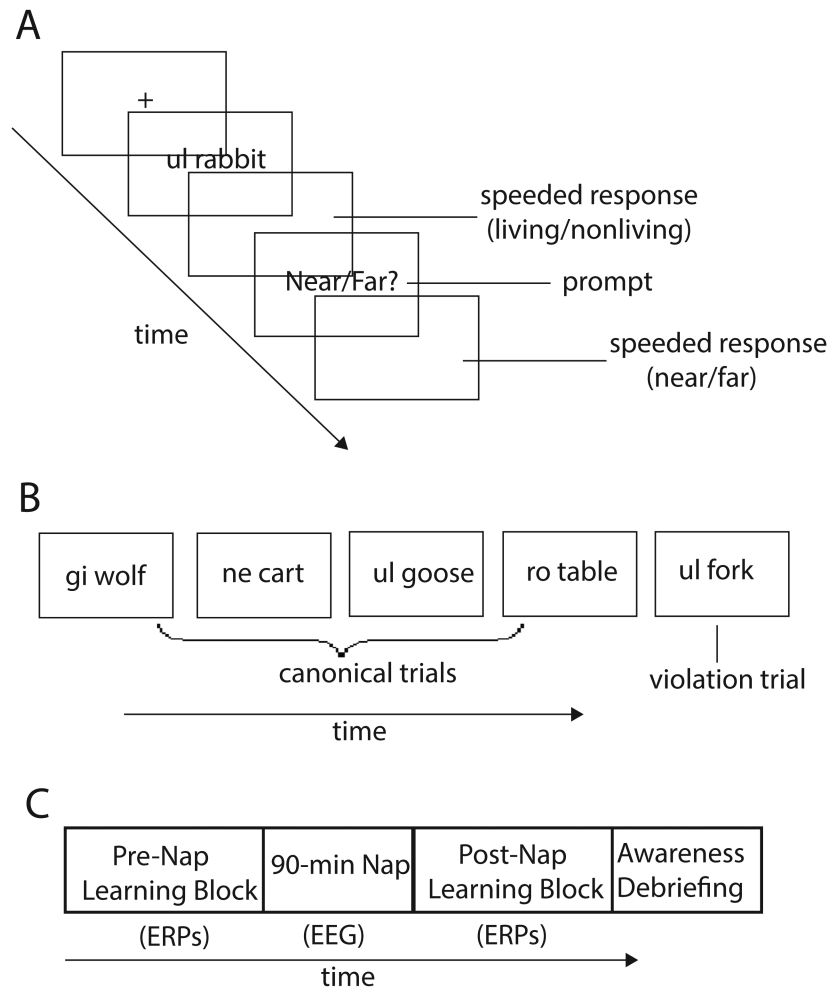 A
+
ul rabbit
speeded response
(living/nonliving)
Near/Far?
prompt
time
speeded response
(near/far)
B
gi wolf
ne cart
ul goose
ro table
ul fork
canonical trials
violation trial
time
C
Pre-Nap
Learning Block
90-min Nap
Post-Nap
Learning Block
Awareness
Debriefing
(ERPs)
(EEG)
(ERPs)
time